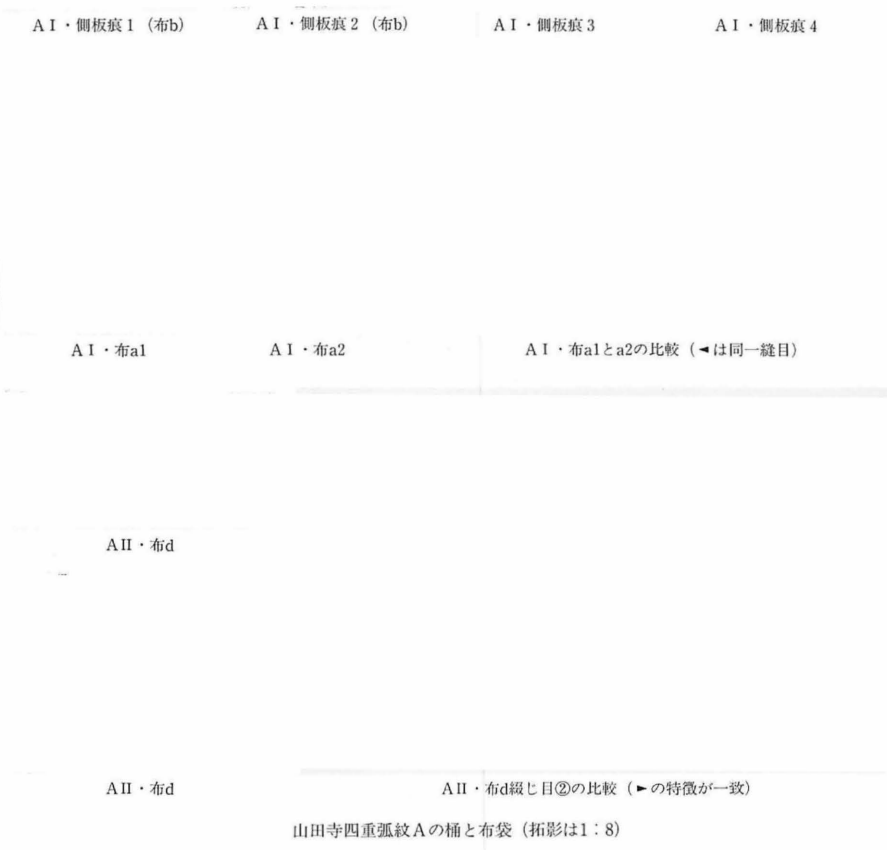 AⅠ・側板痕1（布b） AⅠ・側板痕2（布b） AⅠ・側板痕3 AⅠ・側板痕4
AⅠ・布a1 AⅠ・布a2 AⅠ・布a1とa2の比較（◄は同一縫目）
AⅡ・布d
AⅡ・布d AⅡ・布d綴じ目②の比較（►の特徴が一致）
山田寺四重弧紋Aの桶と布袋（拓影は1：8）